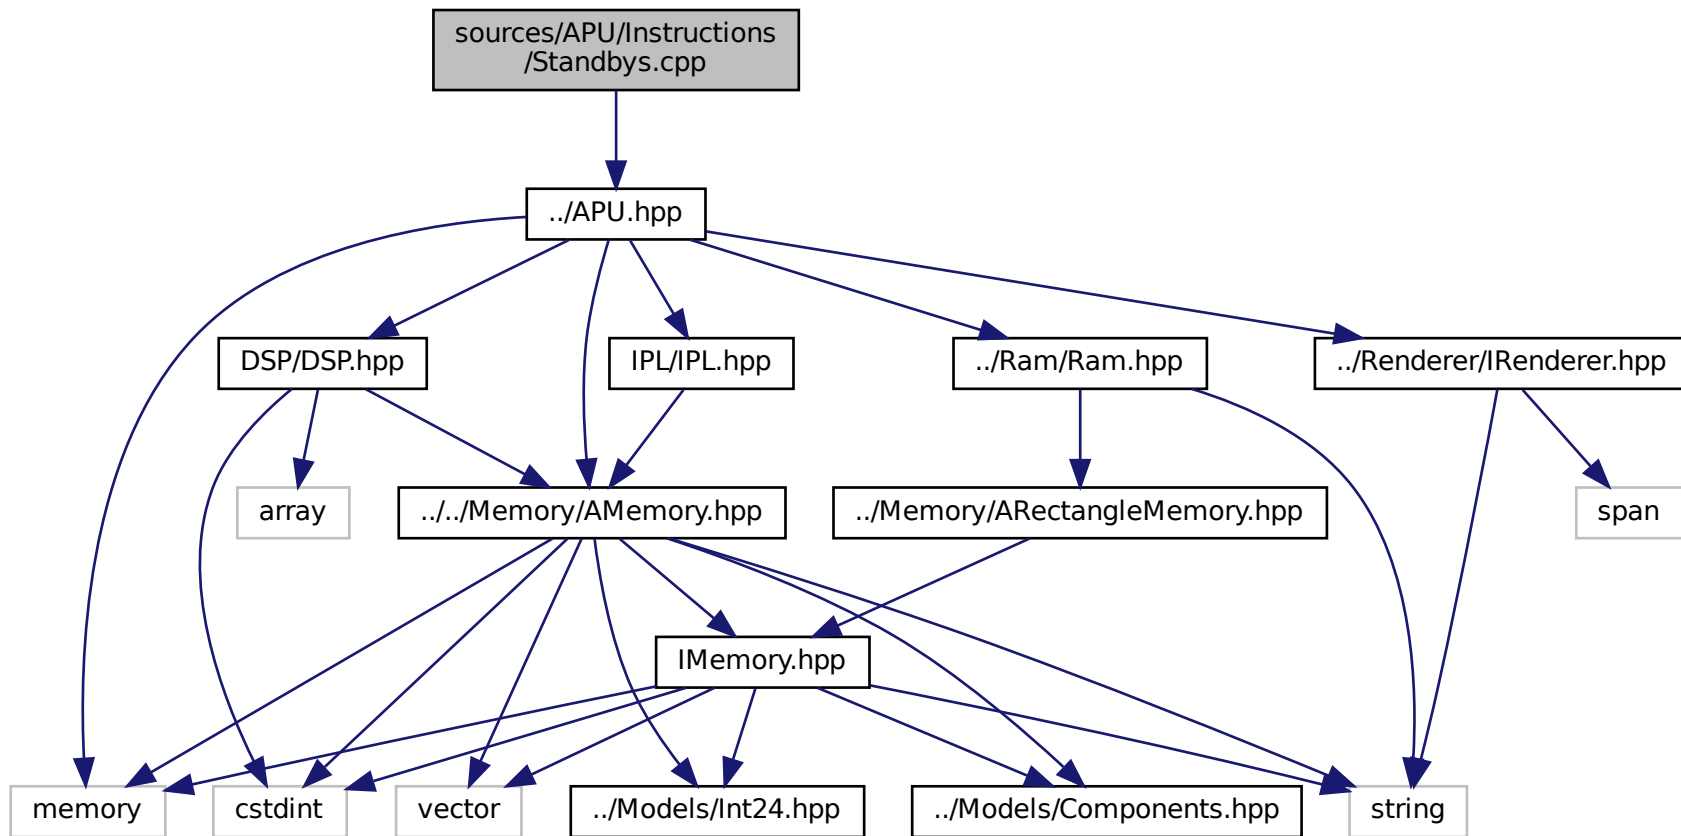 sources/APU/Instructions
/Standbys.cpp
../APU.hpp
DSP/DSP.hpp
IPL/IPL.hpp
../Ram/Ram.hpp
../Renderer/IRenderer.hpp
array
../../Memory/AMemory.hpp
../Memory/ARectangleMemory.hpp
span
IMemory.hpp
memory
cstdint
vector
../Models/Int24.hpp
../Models/Components.hpp
string